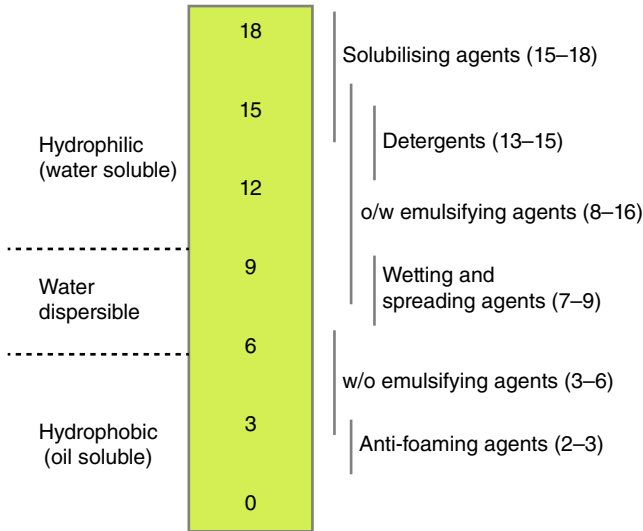 18
Solubilising agents (15–18)
15
Hydrophilic
(water soluble)
Detergents (13–15)
12
o/w emulsifying agents (8–16)
9
Water
dispersible
Wetting and
spreading agents (7–9)
6
w/o emulsifying agents (3–6)
3
Hydrophobic
(oil soluble)
Anti-foaming agents (2–3)
0